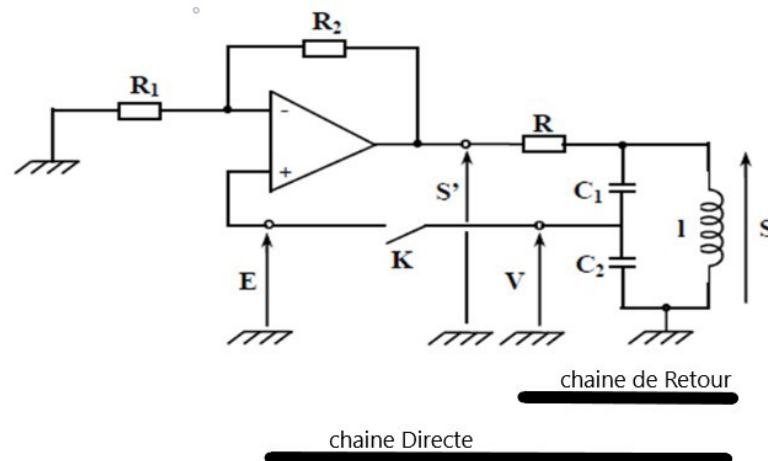 R₂
R₁
-
+
R
S'
C₁
l
S
K
C₂
E
V
chaine de Retour
chaine Directe